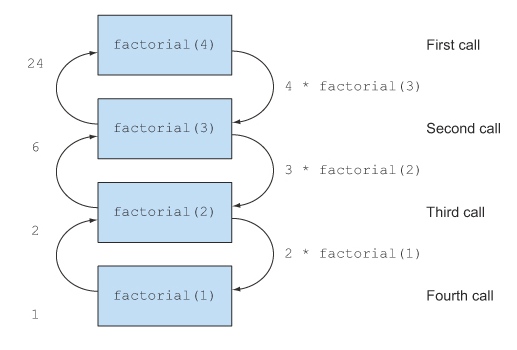 factorial(4)
First call
24
4 * factorial(3)
factorial(3)
Second call
6
3 * factorial(2)
factorial(2)
Third call
2
2 * factorial(1)
factorial(1)
Fourth call
1